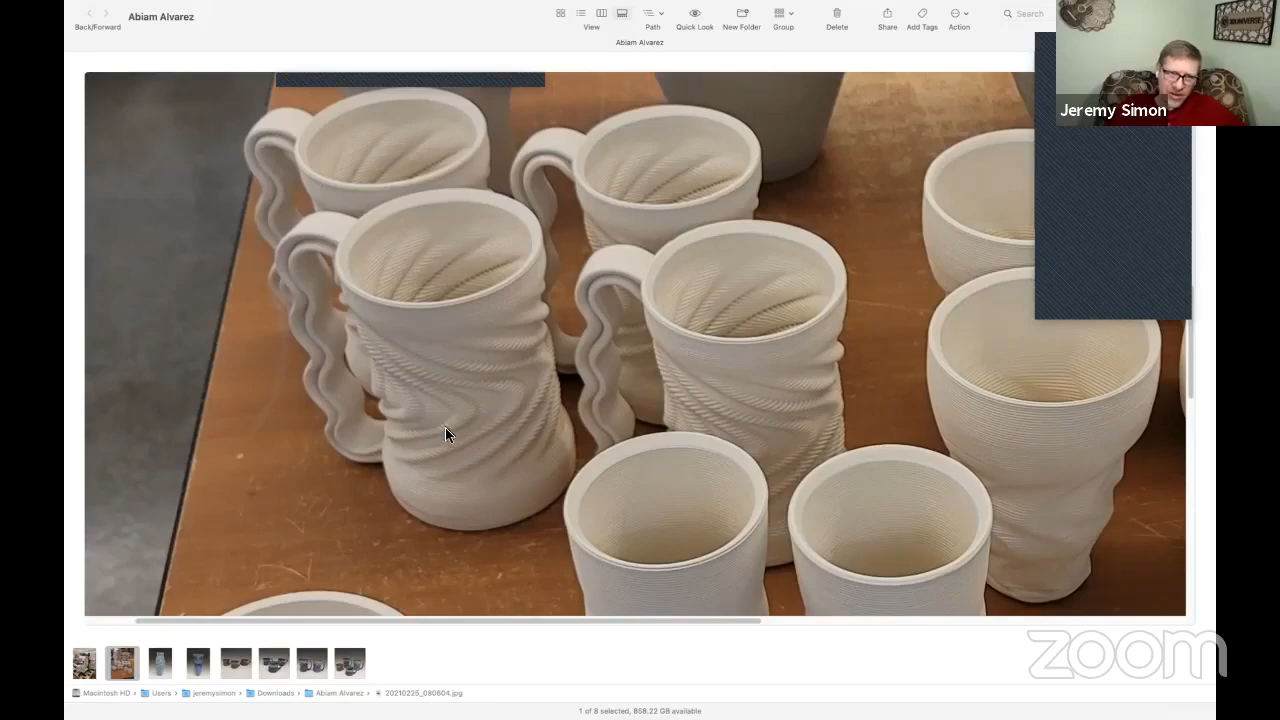 Abiam Alvarez
Back/Forward
View
Path
Quick Look
New Folder
Group
Delete
Share
Add Tags
Action
Search
Abiam Alvarez
Jeremy Simon
zoom
Macintosh HD › Users › jeremysimon › Downloads › Abiam Alvarez › 20210225_080604.jpg
1 of 8 selected, 858.22 GB available